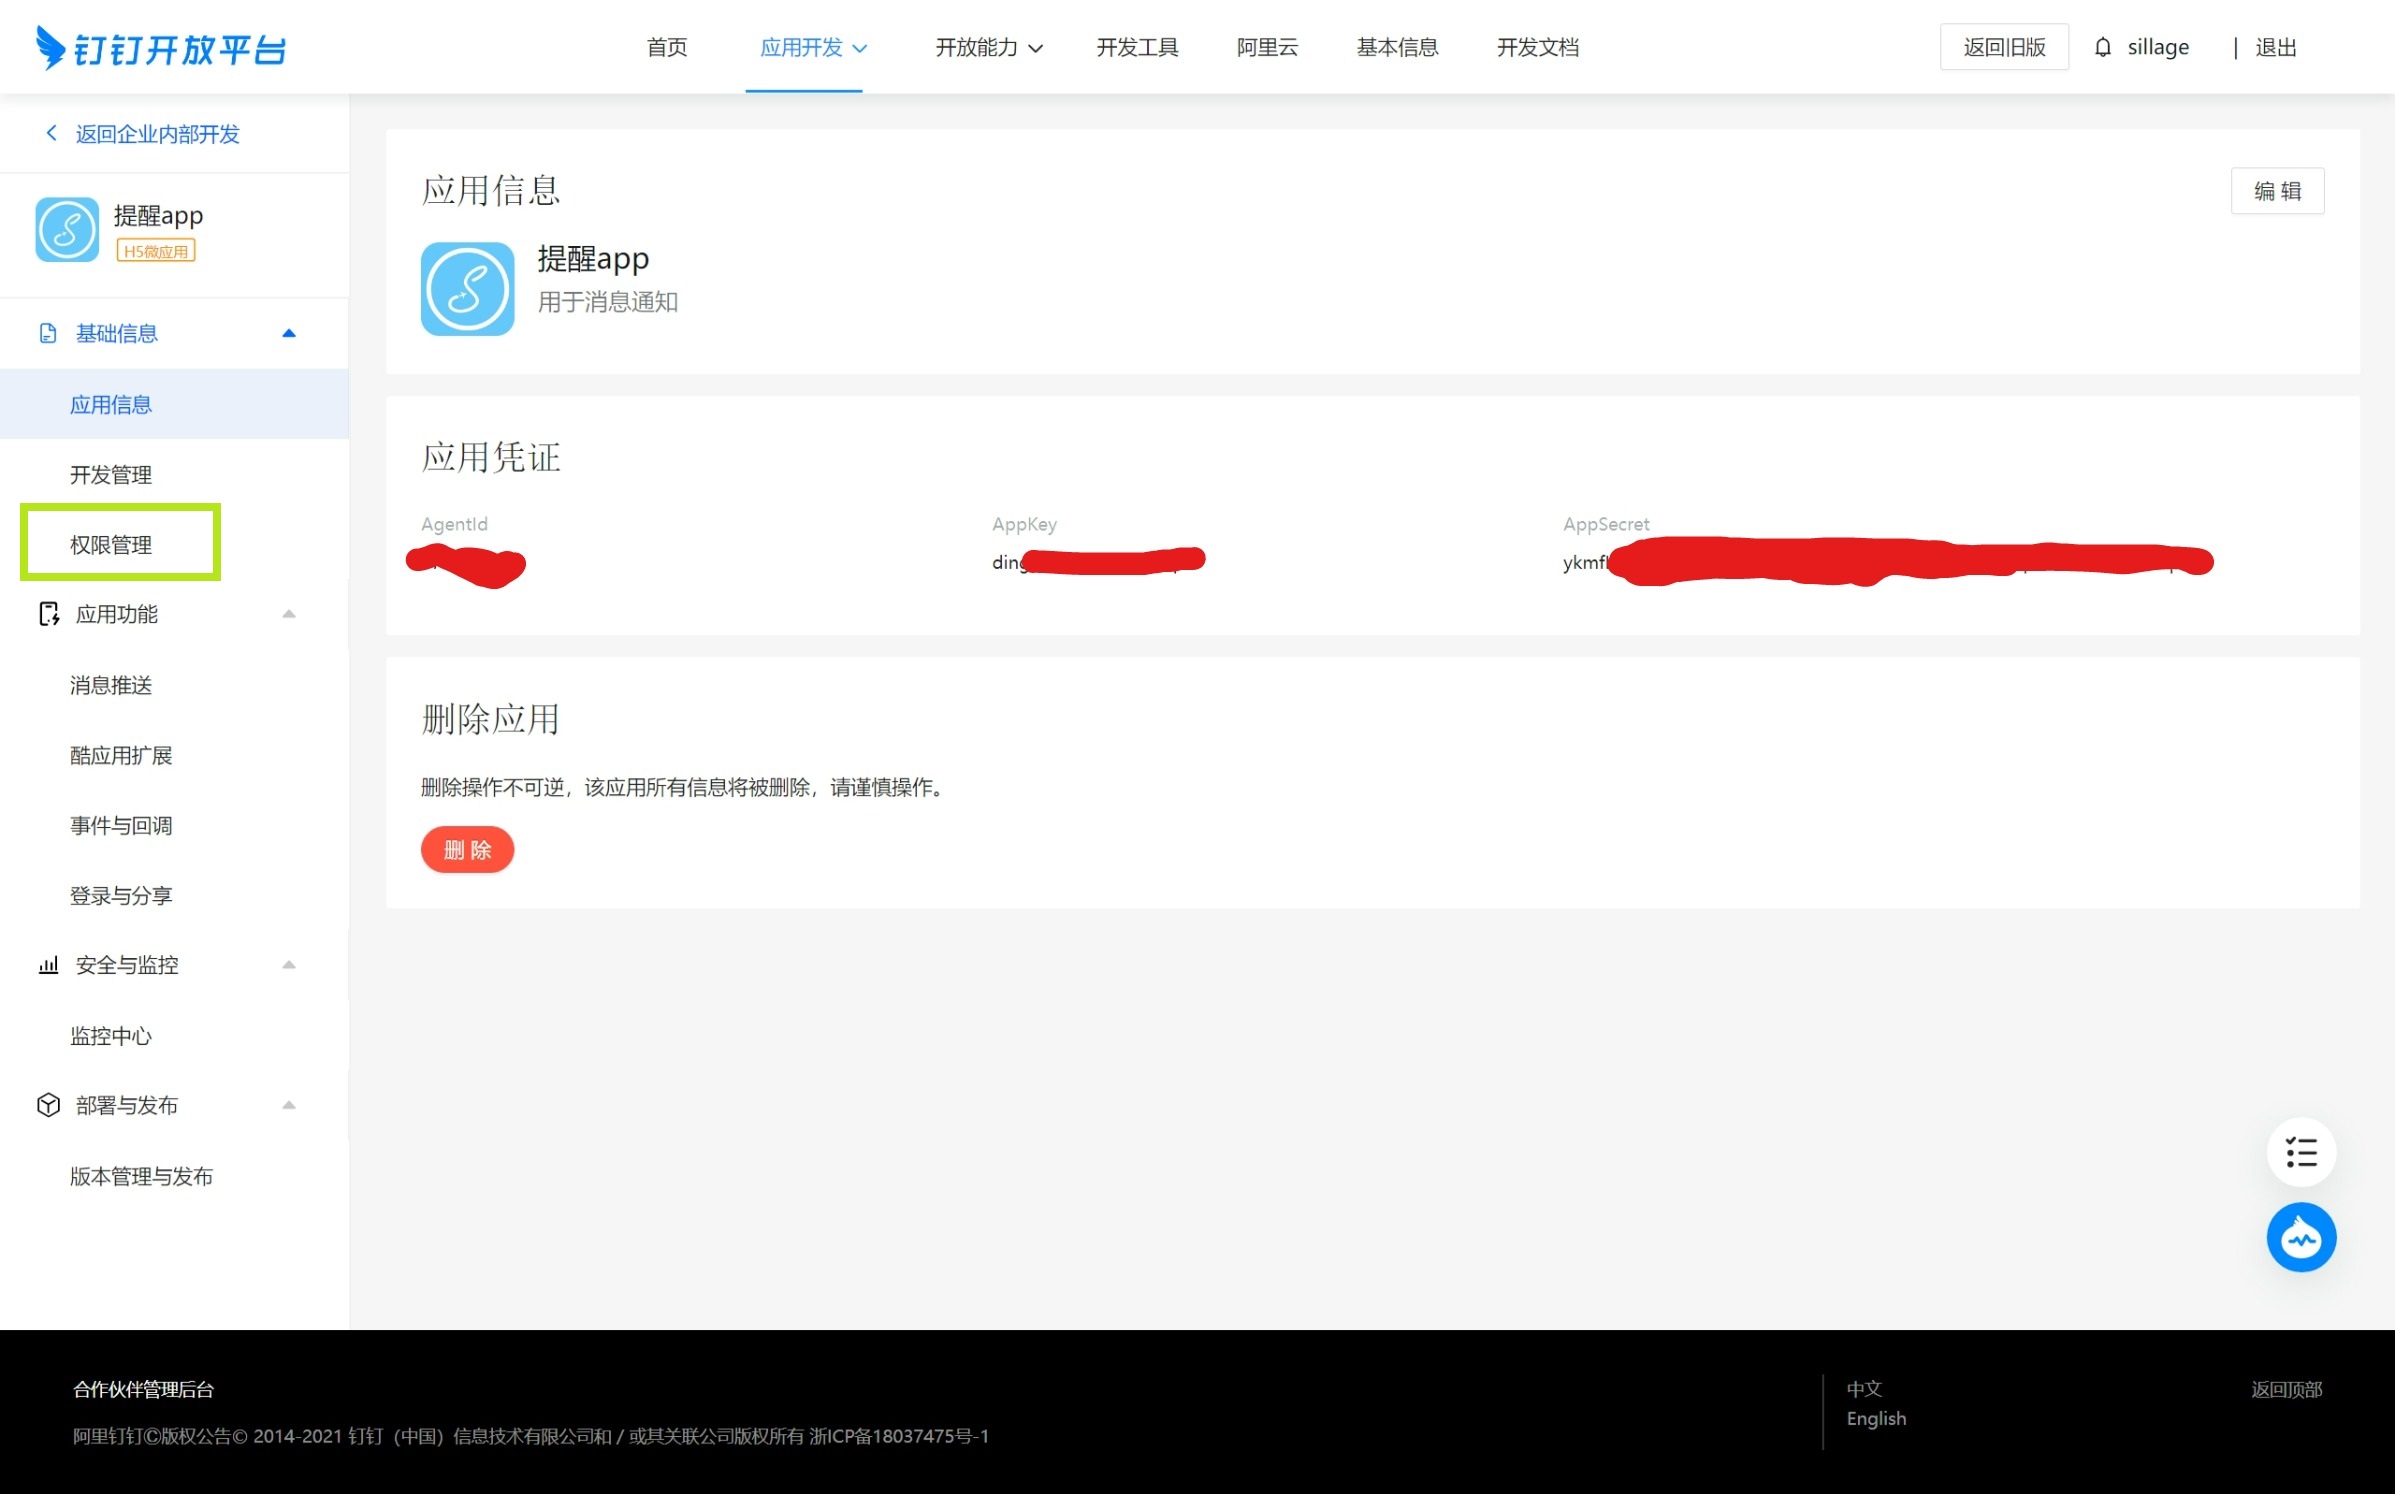 钉钉开放平台
首页 应用开发 开放能力 开发工具 阿里云 基本信息 开发文档 返回旧版 sillage | 退出
返回企业内部开发
提醒app
H5微应用
基础信息
应用信息
开发管理
权限管理
应用功能
消息推送
酷应用扩展
事件与回调
登录与分享
安全与监控
监控中心
部署与发布
版本管理与发布
应用信息
编 辑
提醒app
用于消息通知
应用凭证
AgentId AppKey AppSecret
删除应用
删除操作不可逆，该应用所有信息将被删除，请谨慎操作。
删 除
合作伙伴管理后台
阿里钉钉©版权公告© 2014-2021 钉钉（中国）信息技术有限公司和 / 或其关联公司版权所有 浙ICP备18037475号-1
中文
English
返回顶部